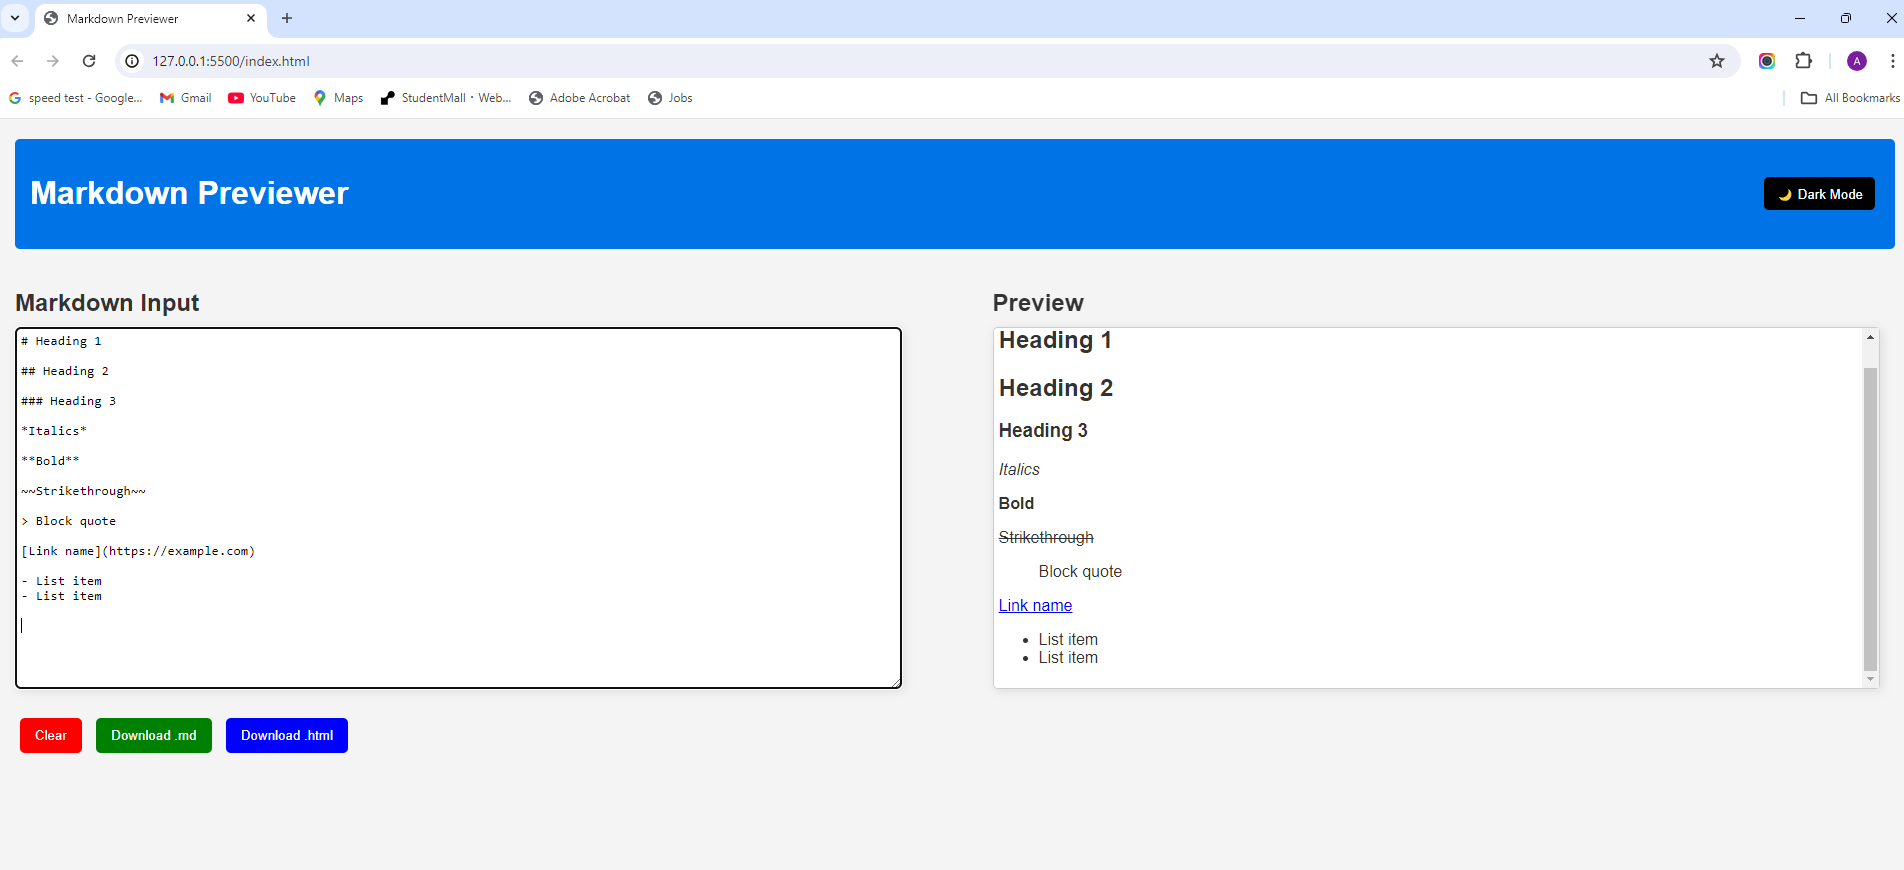 Markdown Previewer
127.0.0.1:5500/index.html
A
speed test - Google...
Gmail
YouTube
Maps
StudentMall · Web...
Adobe Acrobat
Jobs
All Bookmarks
Markdown Previewer
🌙 Dark Mode
Markdown Input
# Heading 1
## Heading 2
### Heading 3
*Italics*
**Bold**
~~Strikethrough~~
> Block quote
[Link name](https://example.com)
- List item
- List item
Preview
Heading 1
Heading 2
Heading 3
Italics
Bold
Strikethrough
Block quote
Link name
• List item
• List item
Clear
Download .md
Download .html